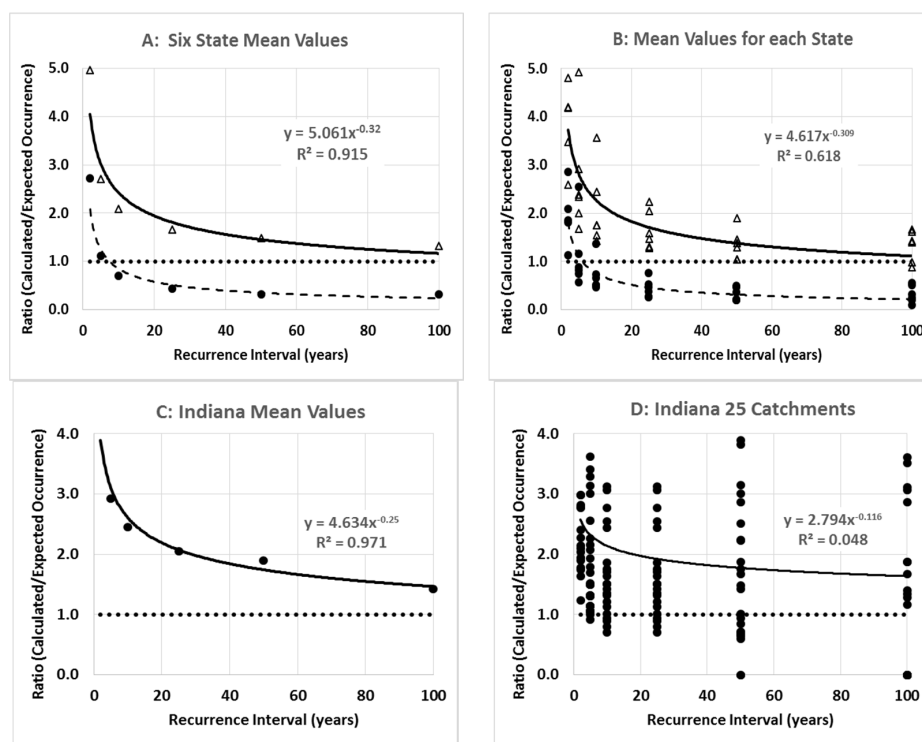 A: Six State Mean Values
Ratio (Calculated/Expected Occurrence)
5.0
4.0
3.0
2.0
1.0
0.0
y = 5.061x^-0.32
R² = 0.915
0 20 40 60 80 100
Recurrence Interval (years)
B: Mean Values for each State
Ratio (Calculated/Expected Occurrence)
5.0
4.0
3.0
2.0
1.0
0.0
y = 4.617x^-0.309
R² = 0.618
0 20 40 60 80 100
Recurrence Interval (years)
C: Indiana Mean Values
Ratio (Calculated/Expected Occurrence)
4.0
3.0
2.0
1.0
0.0
y = 4.634x^-0.25
R² = 0.971
0 20 40 60 80 100
Recurrence Interval (years)
D: Indiana 25 Catchments
Ratio (Calculated/Expected Occurrence)
4.0
3.0
2.0
1.0
0.0
y = 2.794x^-0.116
R² = 0.048
0 20 40 60 80 100
Recurrence Interval (years)